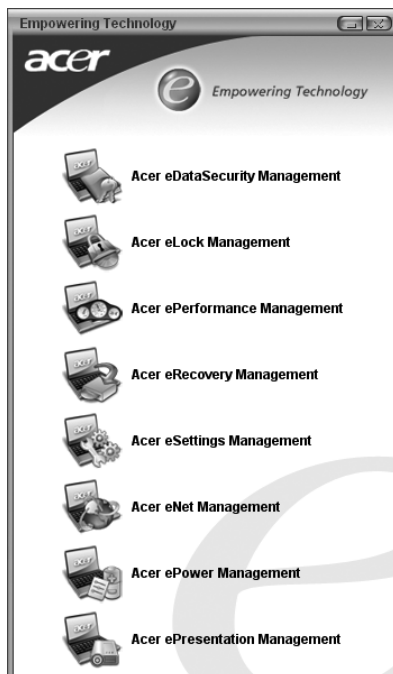 Empowering Technology
acer
e Empowering Technology
Acer eDataSecurity Management
Acer eLock Management
Acer ePerformance Management
Acer eRecovery Management
Acer eSettings Management
Acer eNet Management
Acer ePower Management
Acer ePresentation Management